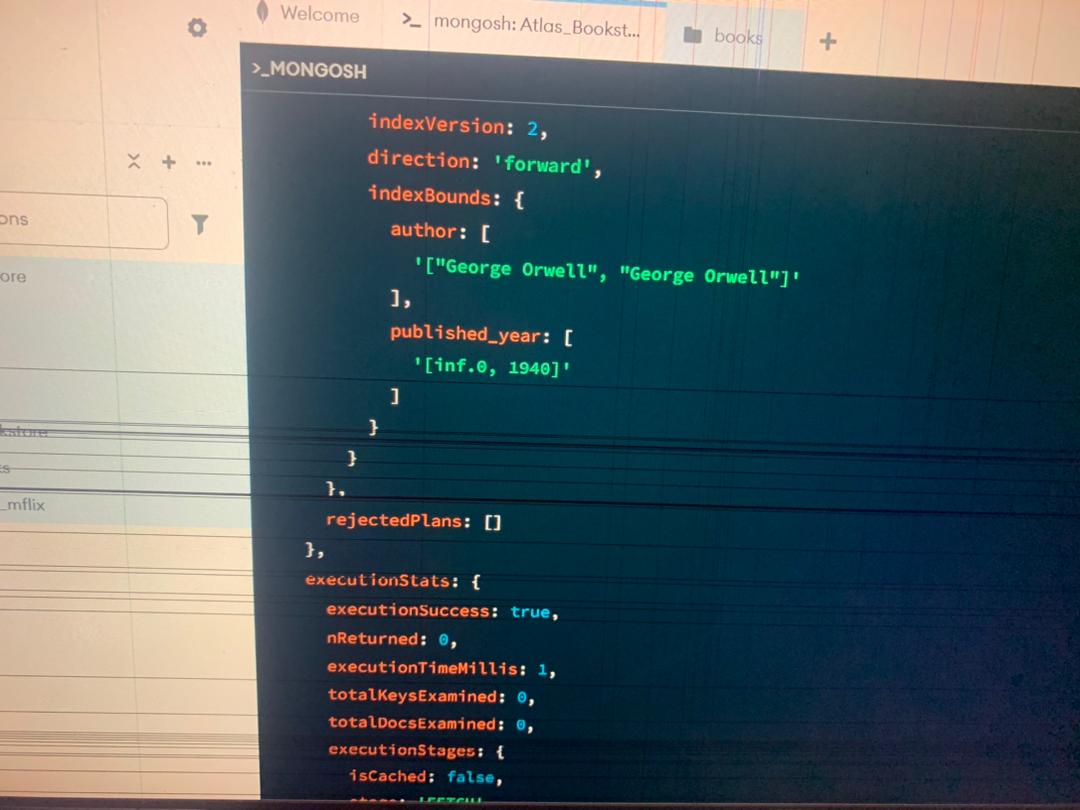 Welcome
>_ mongosh: Atlas_Bookst...
books
+
>_MONGOSH
+ ...
ons
ore
kstore
s
_mflix
indexVersion: 2,
direction: 'forward',
indexBounds: {
author: [
'["George Orwell", "George Orwell"]'
],
published_year: [
'[inf.0, 1940]'
]
}
}
},
rejectedPlans: []
},
executionStats: {
executionSuccess: true,
nReturned: 0,
executionTimeMillis: 1,
totalKeysExamined: 0,
totalDocsExamined: 0,
executionStages: {
isCached: false,